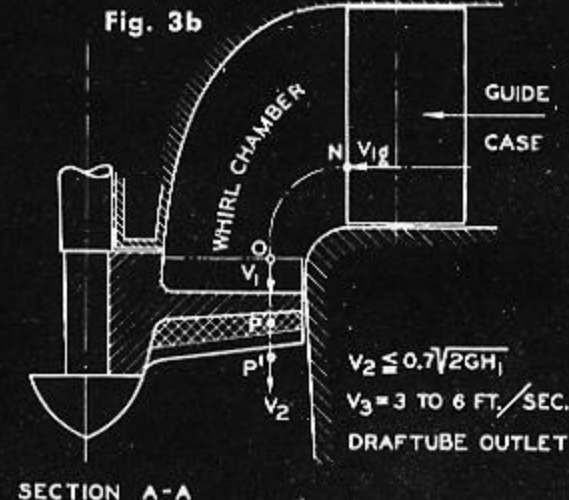 Fig. 3b
GUIDE
CASE
WHIRL CHAMBER
N
V1g
O
V1
P
P'
V2
V2 ≦ 0.7√2GH1
V3 = 3 TO 6 FT./SEC.
DRAFTUBE OUTLET
SECTION A-A